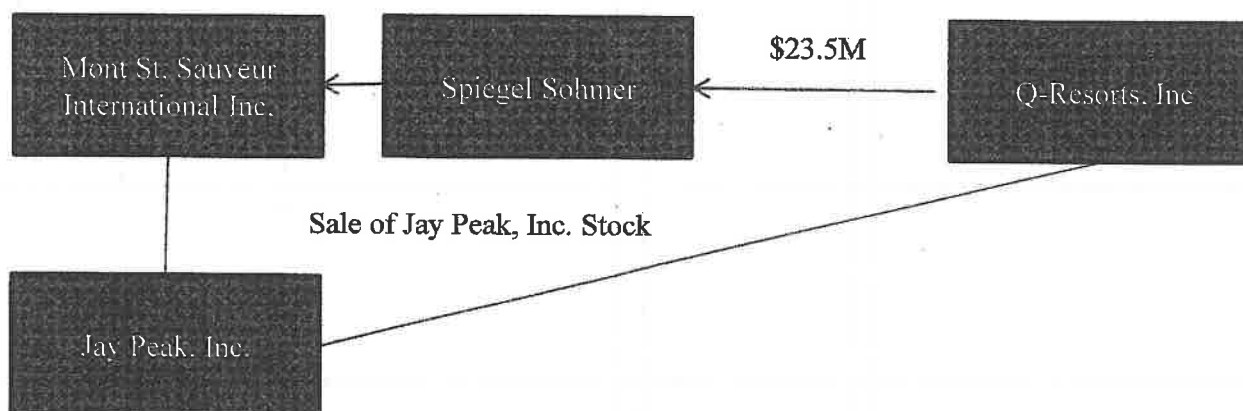 $23.5M
Mont St. Sauveur
International Inc.
Spiegel Sohmer
Q-Resorts, Inc
Sale of Jay Peak, Inc. Stock
Jay Peak, Inc.